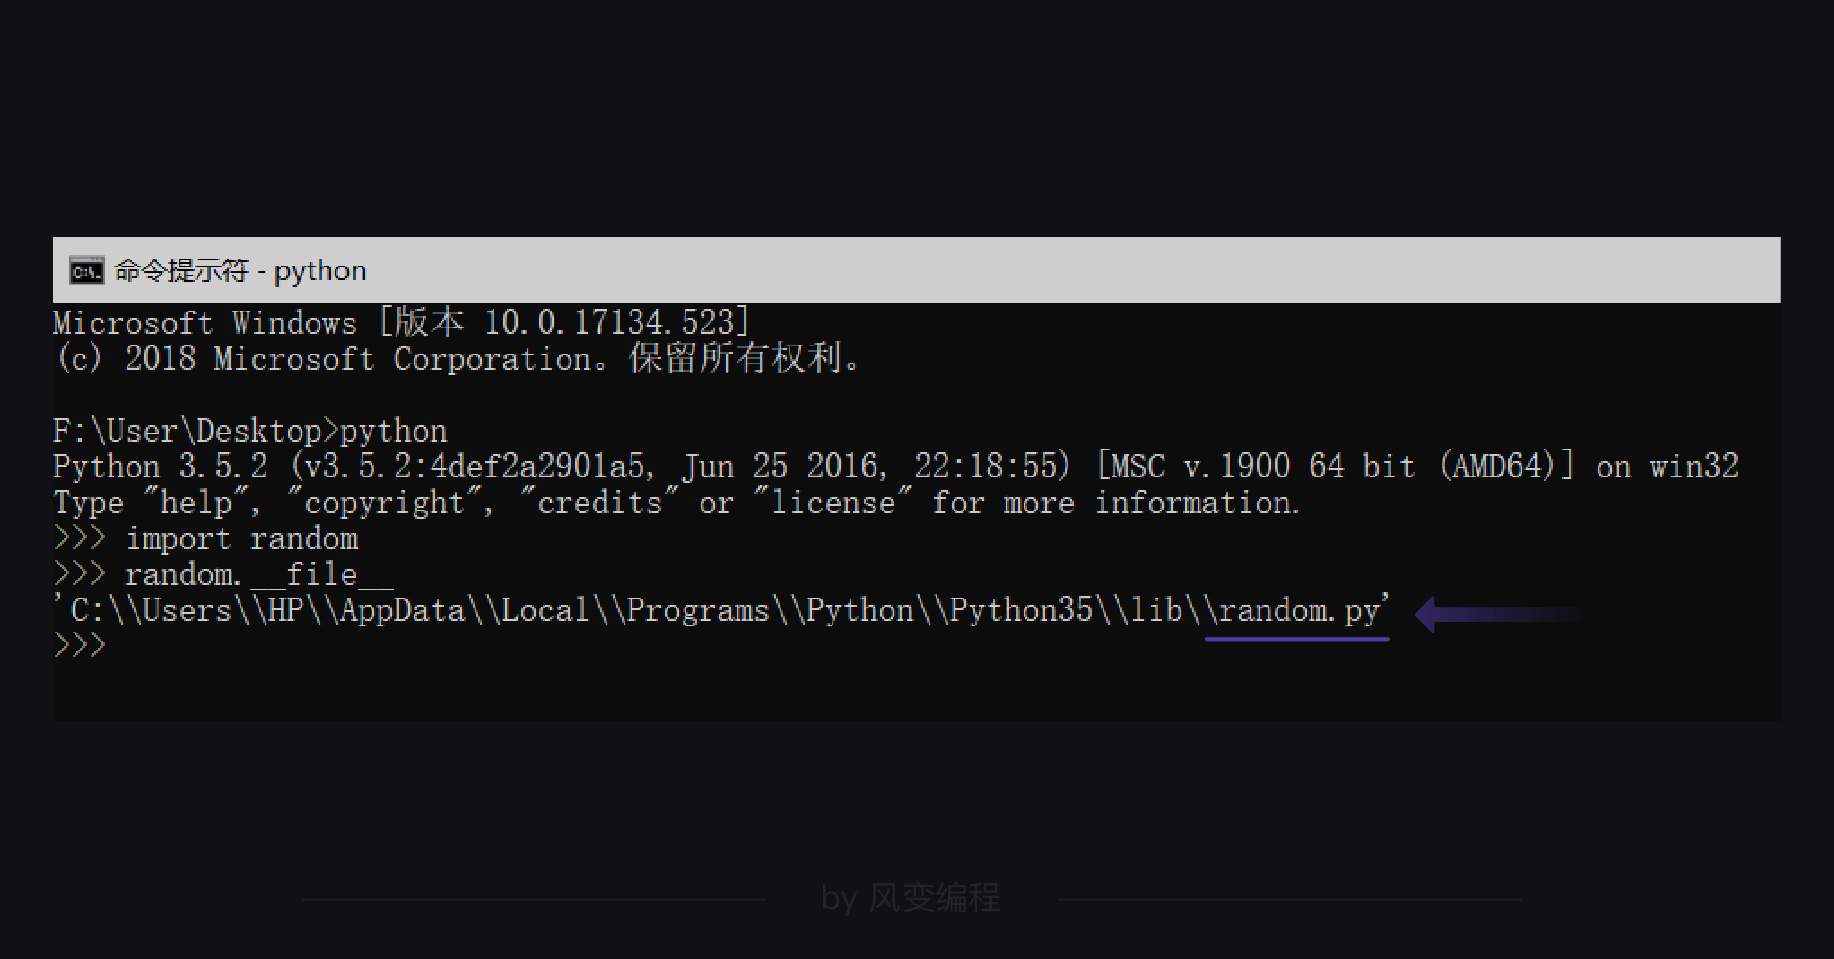 命令提示符 - python
Microsoft Windows [版本 10.0.17134.523]
(c) 2018 Microsoft Corporation。保留所有权利。
F:\User\Desktop>python
Python 3.5.2 (v3.5.2:4def2a2901a5, Jun 25 2016, 22:18:55) [MSC v.1900 64 bit (AMD64)] on win32
Type "help", "copyright", "credits" or "license" for more information.
>>> import random
>>> random.__file__
'C:\\Users\\HP\\AppData\\Local\\Programs\\Python\\Python35\\lib\\random.py'
>>>
by 风变编程